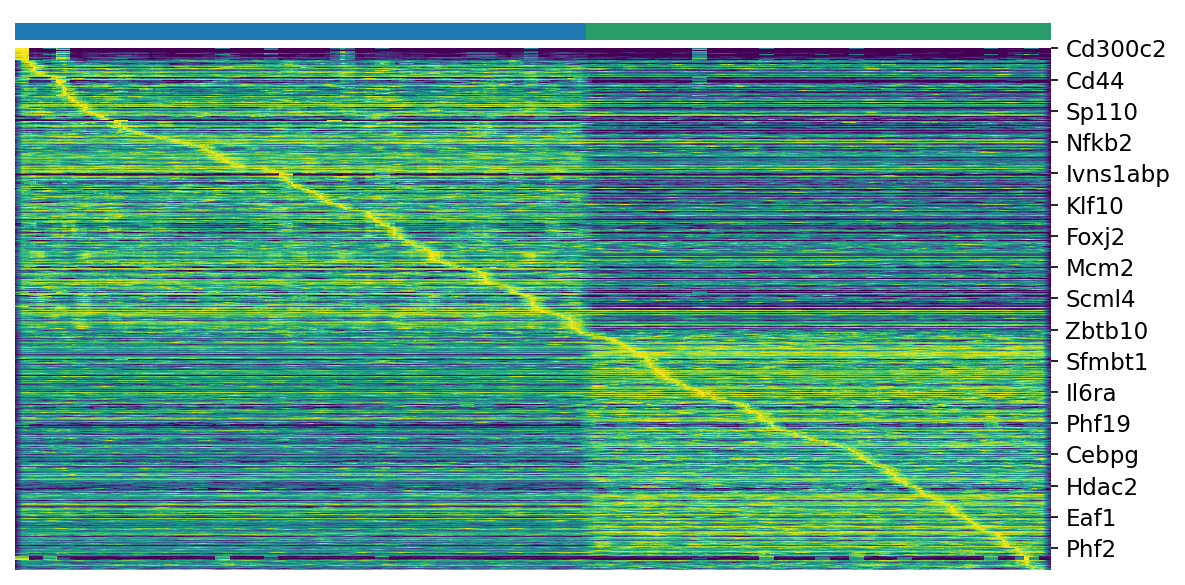 Cd300c2
Cd44
Sp110
Nfkb2
Ivns1abp
Klf10
Foxj2
Mcm2
Scml4
Zbtb10
Sfmbt1
Il6ra
Phf19
Cebpg
Hdac2
Eaf1
Phf2